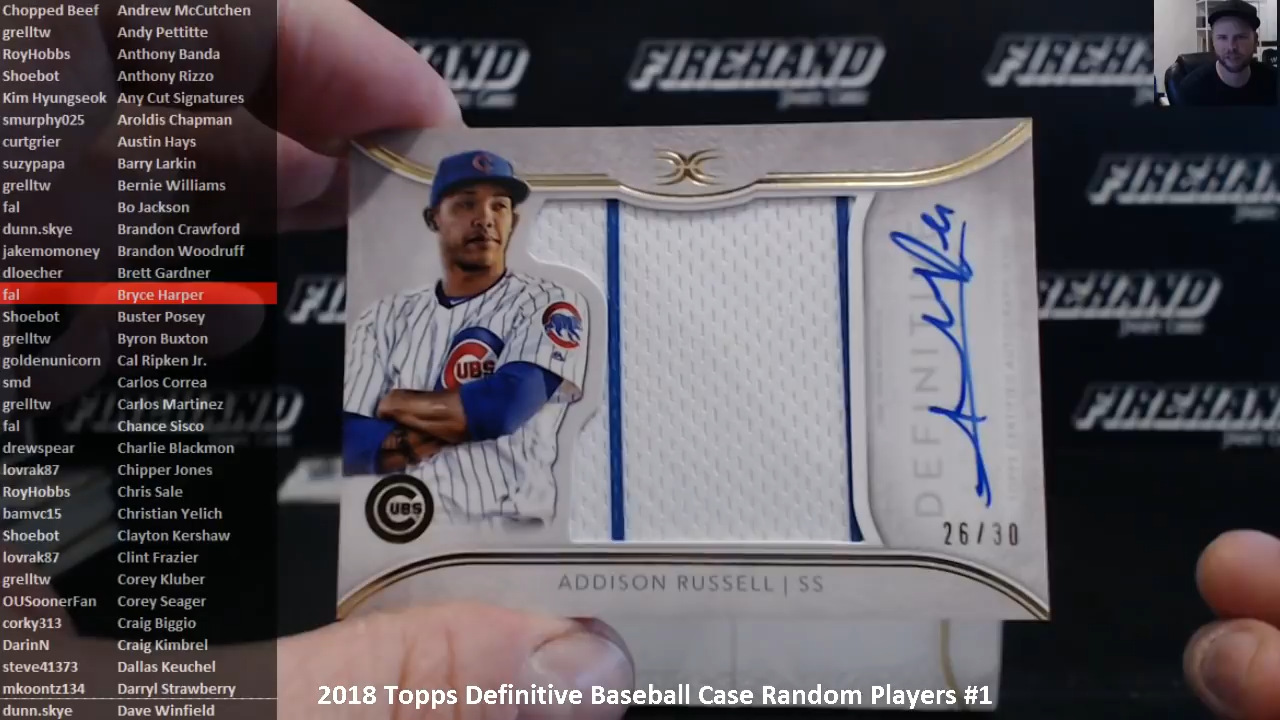 Chopped Beef Andrew McCutchen
grelltw Andy Pettitte
RoyHobbs Anthony Banda
Shoebot Anthony Rizzo
Kim Hyungseok Any Cut Signatures
smurphy025 Aroldis Chapman
curtgrier Austin Hays
suzypapa Barry Larkin
grelltw Bernie Williams
fal Bo Jackson
dunn.skye Brandon Crawford
jakemomoney Brandon Woodruff
dloecher Brett Gardner
fal Bryce Harper
Shoebot Buster Posey
grelltw Byron Buxton
goldenunicorn Cal Ripken Jr.
smd Carlos Correa
grelltw Carlos Martinez
fal Chance Sisco
drewspear Charlie Blackmon
lovrak87 Chipper Jones
RoyHobbs Chris Sale
bamvc15 Christian Yelich
Shoebot Clayton Kershaw
lovrak87 Clint Frazier
grelltw Corey Kluber
OUSoonerFan Corey Seager
corky313 Craig Biggio
DarinN Craig Kimbrel
steve41373 Dallas Keuchel
mkoontz134 Darryl Strawberry
dunn.skye Dave Winfield
FIREHAND
FIREHAND
FIREHAND
FIREHAND
FIREHAND
CUBS
CUBS
DEFINITI
26/30
ADDISON RUSSELL | SS
2018 Topps Definitive Baseball Case Random Players #1